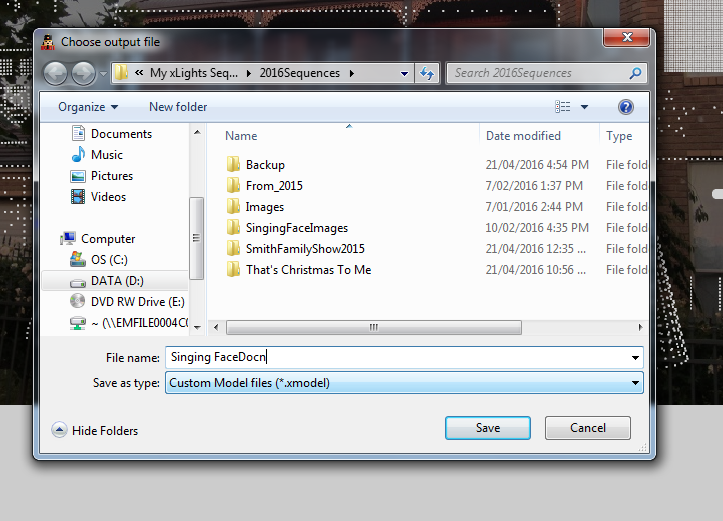 Choose output file
« My xLights Seq... 2016Sequences Search 2016Sequences
Organize New folder
Documents
Music
Pictures
Videos
Computer
OS (C:)
DATA (D:)
DVD RW Drive (E:)
~ (\\EMFILE0004C0
Name Date modified Type
Backup 21/04/2016 4:54 PM File fold
From_2015 7/02/2016 1:37 PM File fold
Images 7/01/2016 2:44 PM File fold
SingingFaceImages 10/02/2016 4:35 PM File fold
SmithFamilyShow2015 21/04/2016 12:35 ... File fold
That's Christmas To Me 21/04/2016 10:56 ... File fold
File name: Singing FaceDocn
Save as type: Custom Model files (*.xmodel)
Hide Folders Save Cancel